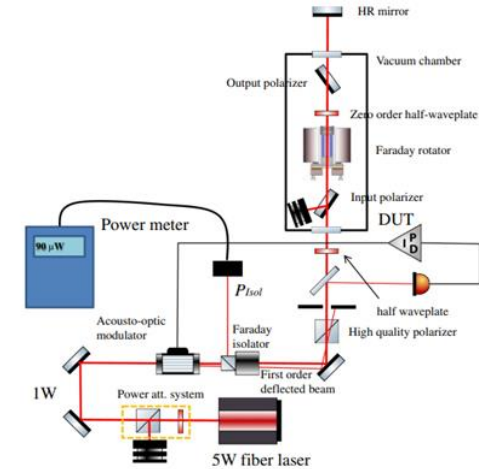 HR mirror
Vacuum chamber
Output polarizer
Zero order half-waveplate
Faraday rotator
Input polarizer
DUT
Power meter
90 μW
P
I
D
PIsol
half waveplate
High quality polarizer
Acousto-optic
modulator
Faraday
isolator
First order
deflected beam
1W
Power att. system
5W fiber laser